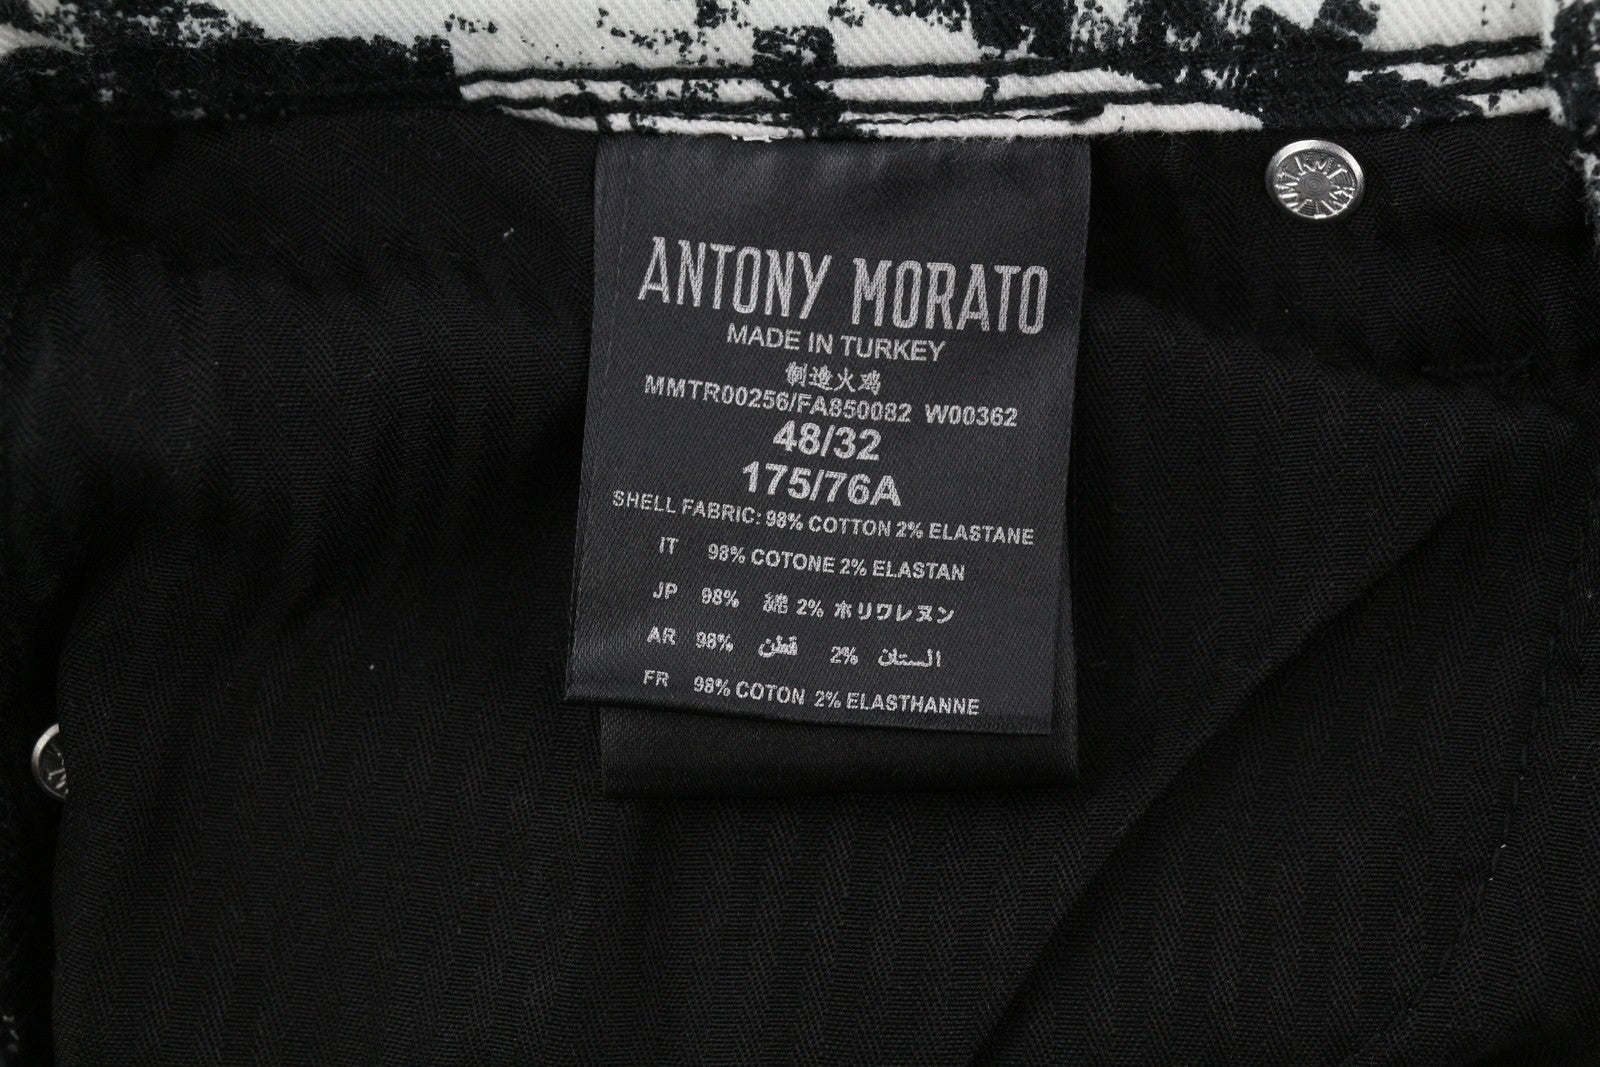 ANTONY MORATO
MADE IN TURKEY
制造火鸡
MMTR00256/FA850082 W00362
48/32
175/76A
SHELL FABRIC: 98% COTTON 2% ELASTANE
IT 98% COTONE 2% ELASTAN
JP 98% 綿 2% ホリワレヌン
AR 98% قطن 2% الستان
FR 98% COTON 2% ELASTHANNE